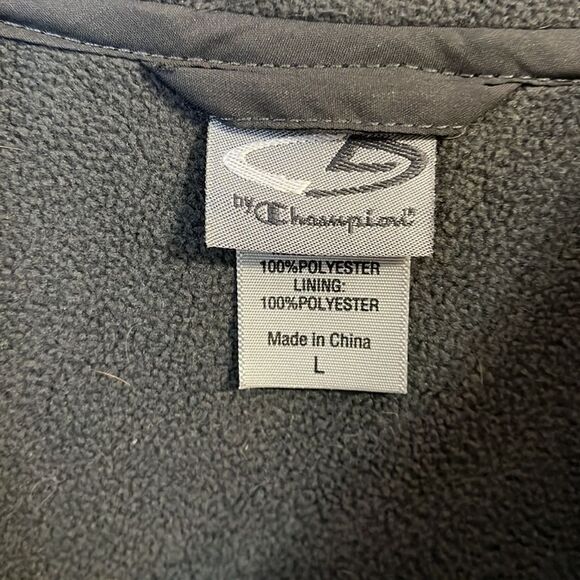 by Champion®
100%POLYESTER
LINING:
100%POLYESTER
Made in China
L